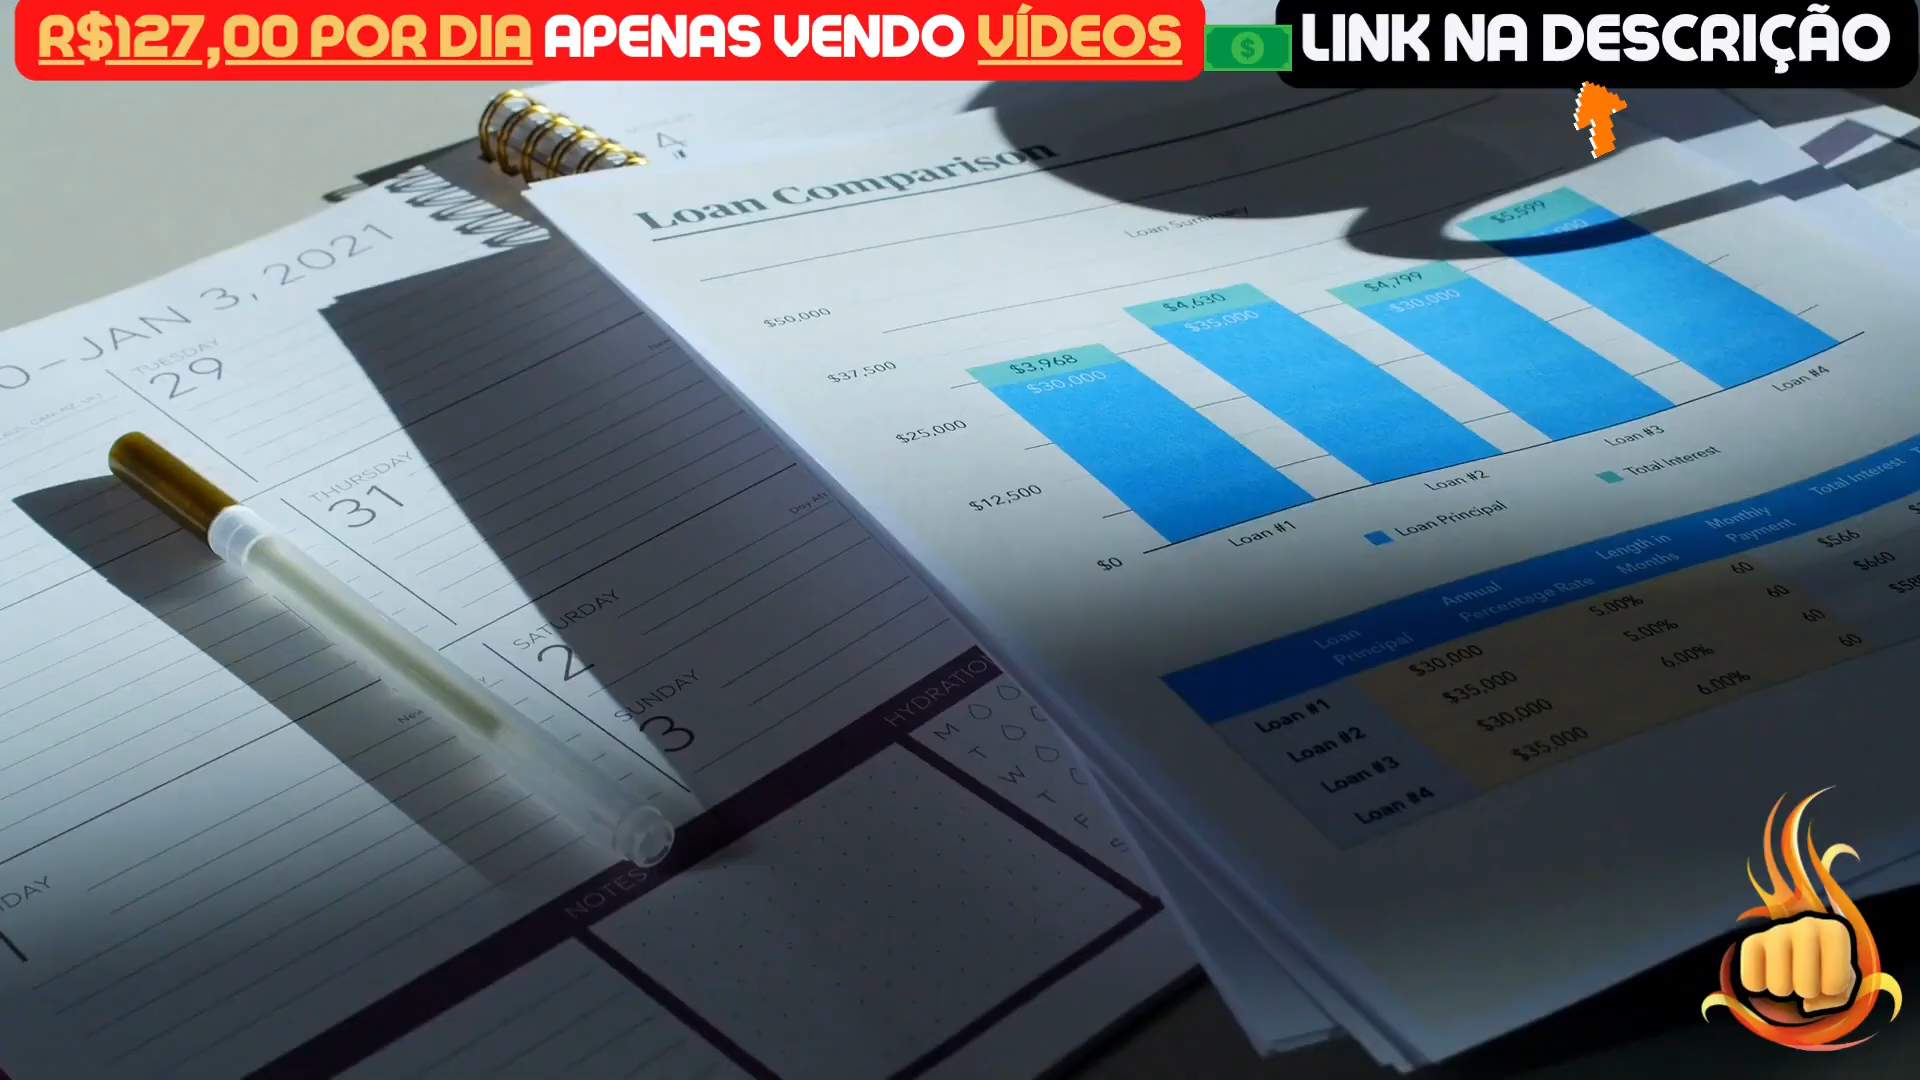 R$127,00 POR DIA APENAS VENDO VÍDEOS
LINK NA DESCRIÇÃO
4
JAN 3, 2021
TUESDAY
29
THURSDAY
31
SATURDAY
2
SUNDAY
3
HYDRATION
M
T
W
T
F
S
NOTES
Loan Comparison
Loan Summary
$50,000
$37,500
$25,000
$12,500
$0
$3,968
$30,000
$4,630
$35,000
$4,799
$30,000
$5,599
Loan #1
Loan #2
Loan #3
Loan #4
Loan Principal
Total Interest
Loan Principal
Annual Percentage Rate
Length in Months
Monthly Payment
Total Interest
Loan #1 $30,000 5.00% 60 $566
Loan #2 $35,000 5.00% 60 $660
Loan #3 $30,000 6.00% 60
Loan #4 $35,000 6.00% 60